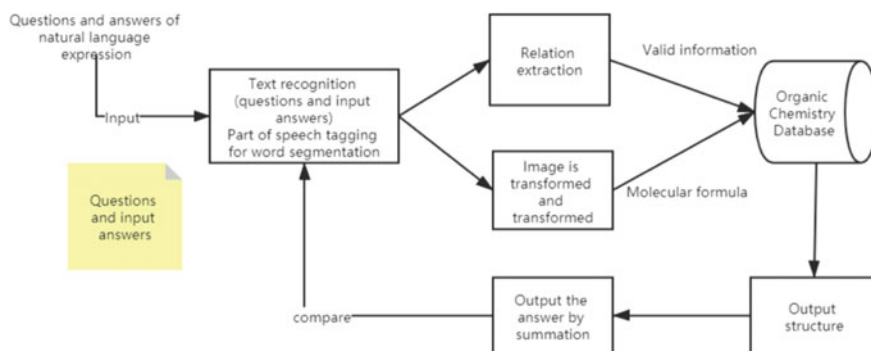 Questions and answers of
natural language
expression
Input
Text recognition
(questions and input
answers)
Part of speech tagging
for word segmentation
Relation
extraction
Valid information
Organic
Chemistry
Database
Image is
transformed
and
transformed
Molecular formula
Questions
and input
answers
compare
Output the
answer by
summation
Output
structure